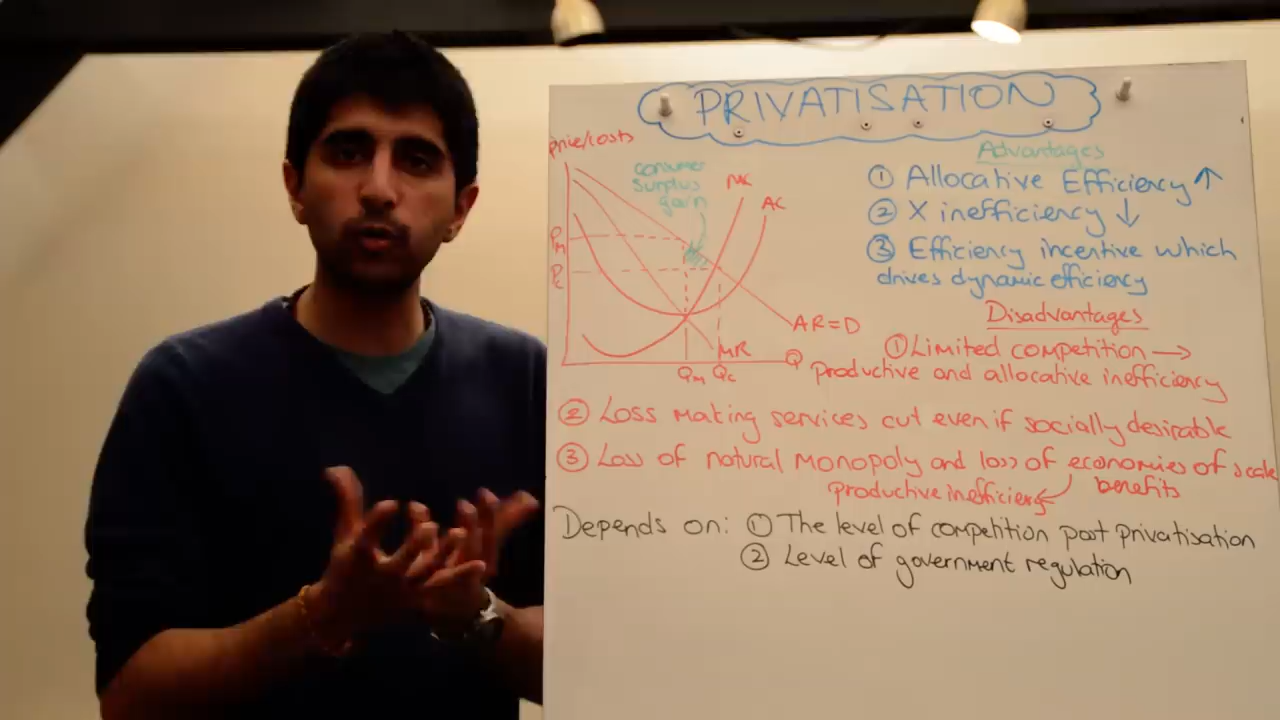 PRIVATISATION
price/costs
consumer
surplus
gain
MC
AC
Pm
Pc
AR=D
MR
Q
Qm Qc
Advantages
① Allocative Efficiency ↑
② X inefficiency ↓
③ Efficiency incentive which
drives dynamic efficiency
Disadvantages
① Limited competition →
productive and allocative inefficiency
② Loss making services cut even if socially desirable
③ Loss of natural monopoly and loss of economies of scale
productive inefficiency ← benefits
Depends on: ① The level of competition post privatisation
② Level of government regulation